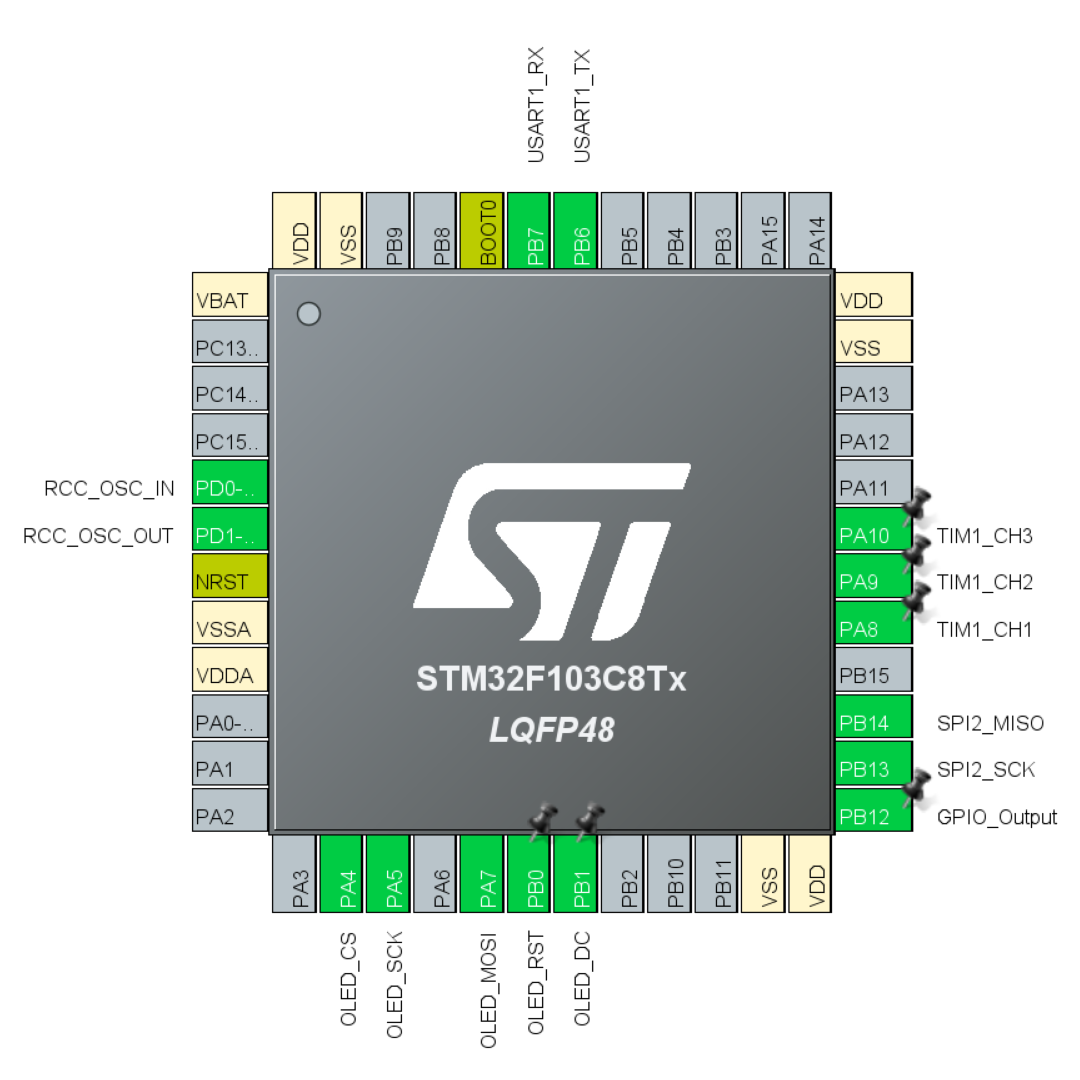 USART1_RX
USART1_TX
VDD
VSS
PB9
PB8
BOOT0
PB7
PB6
PB5
PB4
PB3
PA15
PA14
VBAT
PC13..
PC14..
PC15..
RCC_OSC_IN PD0-..
RCC_OSC_OUT PD1-..
NRST
VSSA
VDDA
PA0-..
PA1
PA2
VDD
VSS
PA13
PA12
PA11
PA10 TIM1_CH3
PA9 TIM1_CH2
PA8 TIM1_CH1
PB15
PB14 SPI2_MISO
PB13 SPI2_SCK
PB12 GPIO_Output
ST
STM32F103C8Tx
LQFP48
PA3
PA4
PA5
PA6
PA7
PB0
PB1
PB2
PB10
PB11
VSS
VDD
OLED_CS
OLED_SCK
OLED_MOSI
OLED_RST
OLED_DC